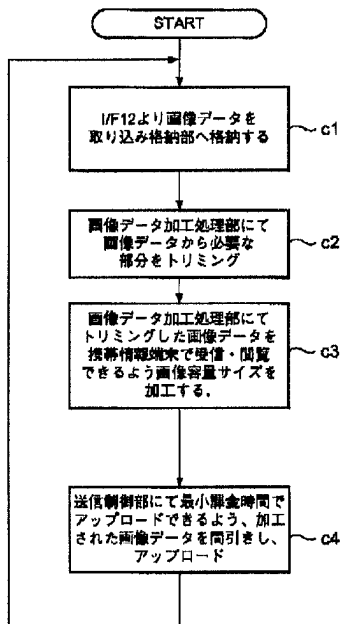 START
I/F12より画像データを
取り込み格納部へ格納する
c1
画像データ加工処理部にて
画像データから必要な
部分をトリミング
c2
画像データ加工処理部にて
トリミングした画像データを
携帯情報端末で受信・閲覧
できるよう画像容量サイズを
加工する.
c3
送信制御部にて最小課金時間で
アップロードできるよう、加工
された画像データを間引きし、
アップロード
c4